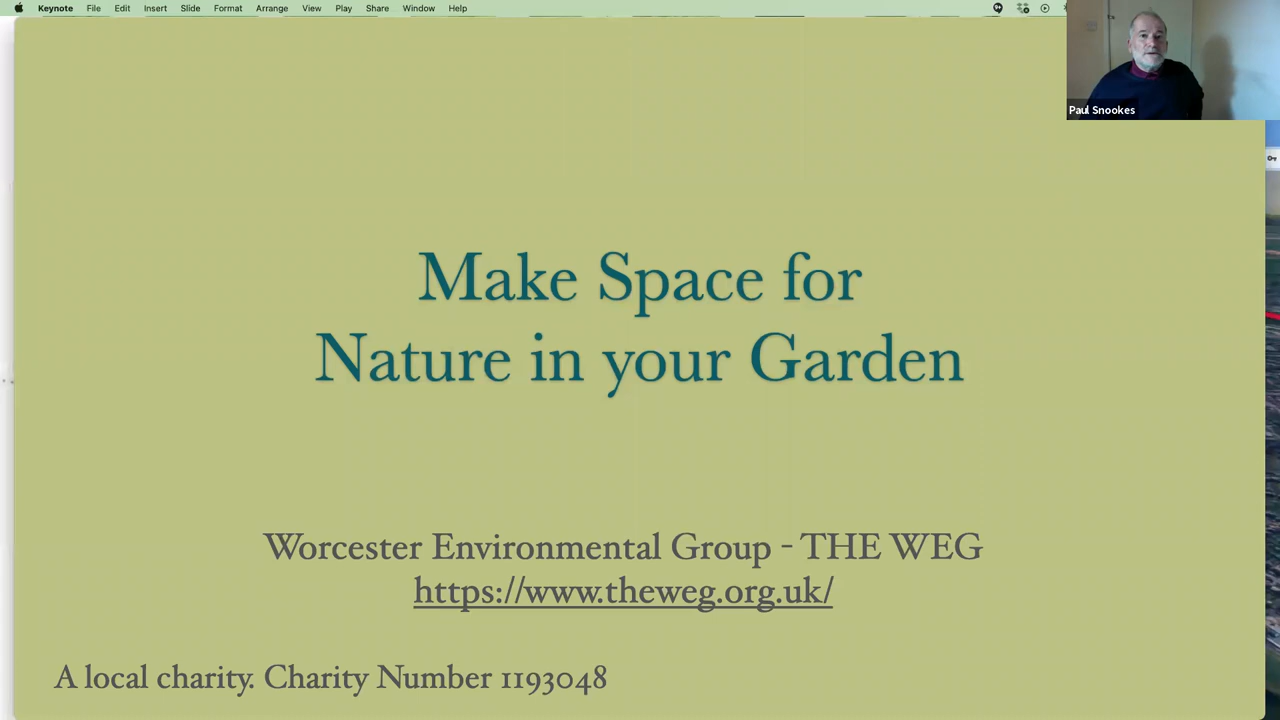 Keynote File Edit Insert Slide Format Arrange View Play Share Window Help
Paul Snookes
Make Space for
Nature in your Garden
Worcester Environmental Group - THE WEG
https://www.theweg.org.uk/
A local charity. Charity Number 1193048